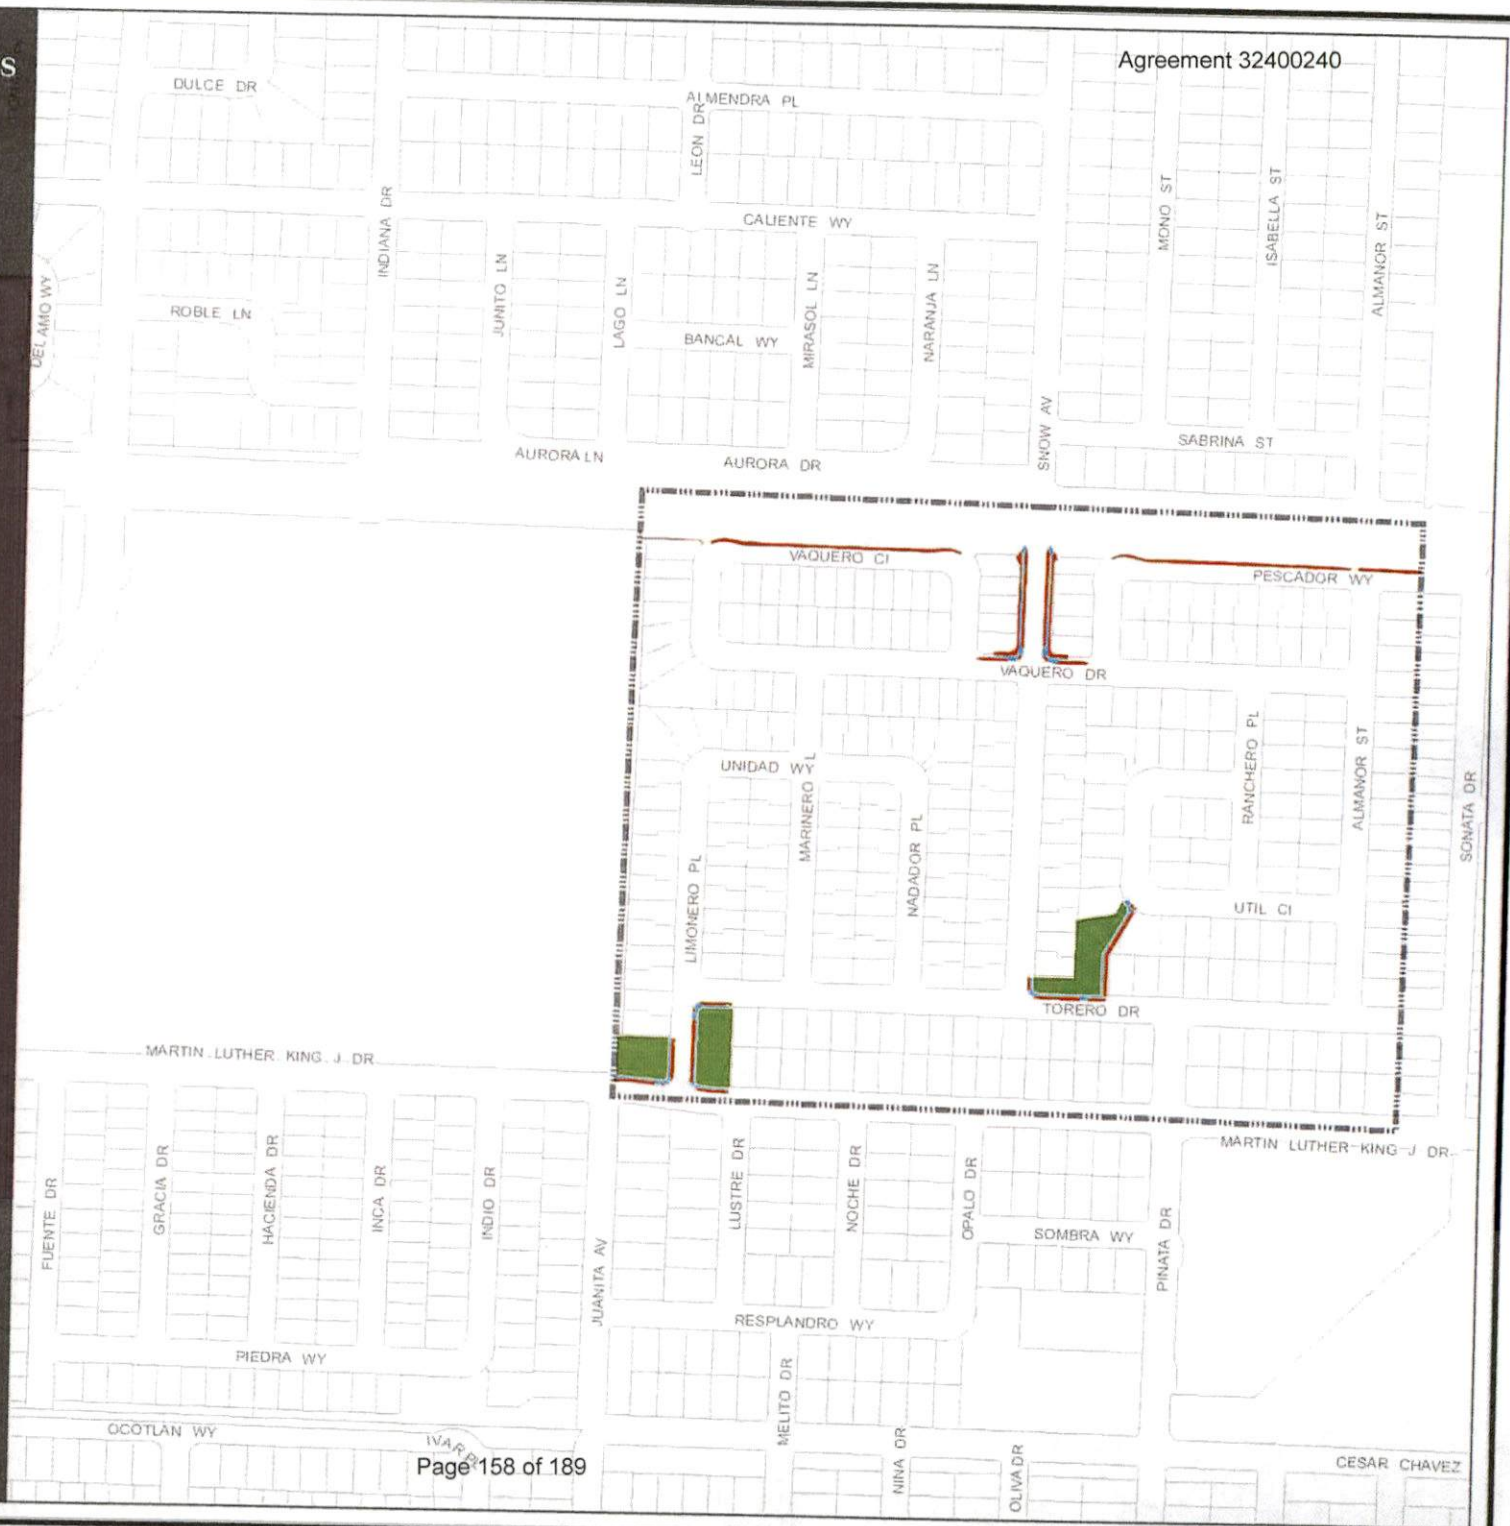 S
Agreement 32400240
DULCE DR
ALMENDRA PL
LEON DR
CALIENTE WY
INDIANA DR
MONO ST
ISABELLA ST
ALMANOR ST
DEL AMO WY
ROBLE LN
JUNITO LN
LAGO LN
BANCAL WY
MIRASOL LN
NARANJA LN
SNOW AV
SABRINA ST
AURORA LN
AURORA DR
VAQUERO CI
PESCADOR WY
VAQUERO DR
UNIDAD WY
MARINERO PL
RANCHERO PL
ALMANOR ST
SONATA DR
LIMONERO PL
NADADOR PL
UTIL CI
TORERO DR
MARTIN LUTHER KING J DR
MARTIN LUTHER KING J DR
FUENTE DR
GRACIA DR
HACIENDA DR
INCA DR
INDIO DR
JUANITA AV
LUSTRE DR
NOCHE DR
OPALO DR
SOMBRA WY
PINATA DR
RESPLANDRO WY
PIEDRA WY
MELITO DR
OCOTLAN WY
IVAR PL
NINA DR
OLIVA DR
CESAR CHAVEZ
Page 158 of 189